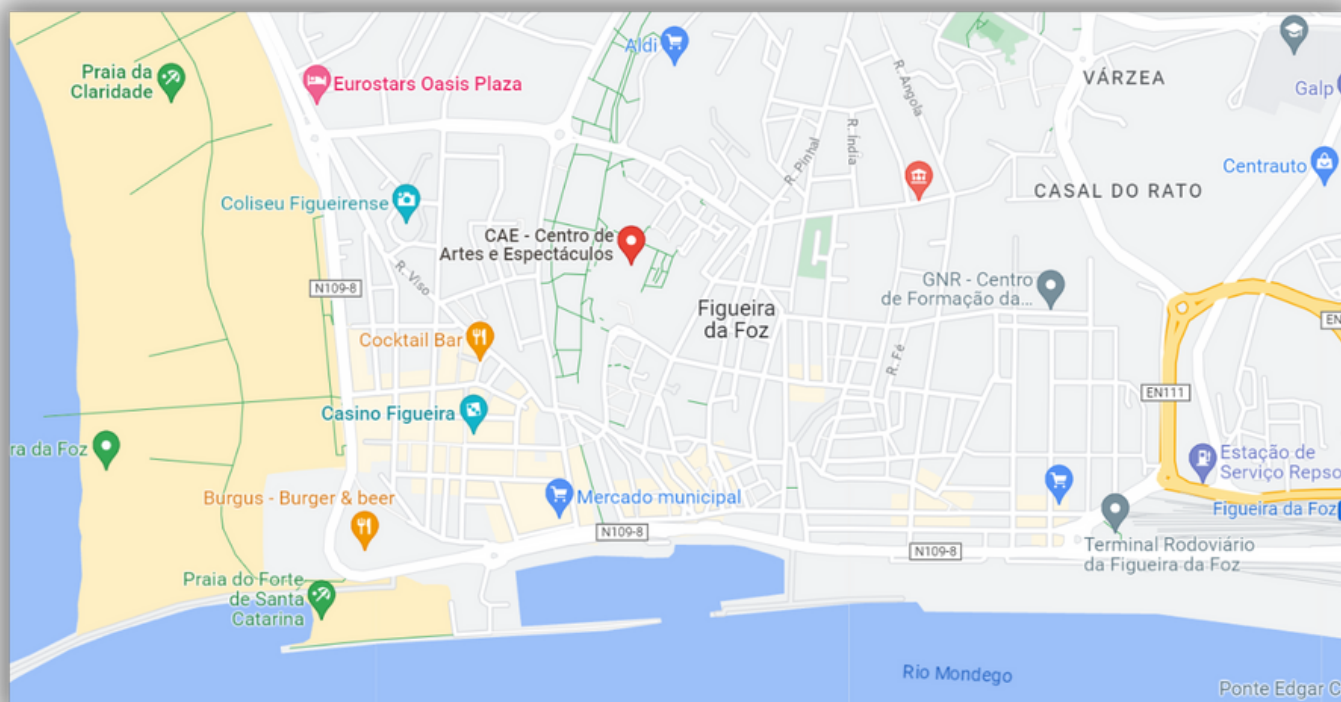 Praia da
Claridade
Eurostars Oasis Plaza
Aldi
R. Angola
VÁRZEA
Galp
R. Índia
R. Pinhal
Centrauto
CASAL DO RATO
Coliseu Figueirense
CAE - Centro de
Artes e Espectáculos
R. Viso
N109-8
GNR - Centro
de Formação da...
Figueira
da Foz
EN
Cocktail Bar
R. Fé
EN111
Casino Figueira
ra da Foz
Estação de
Serviço Repso
Burgus - Burger & beer
Mercado municipal
Figueira da Foz
N109-8
N109-8
Terminal Rodoviário
da Figueira da Foz
Praia do Forte
de Santa
Catarina
Rio Mondego
Ponte Edgar C